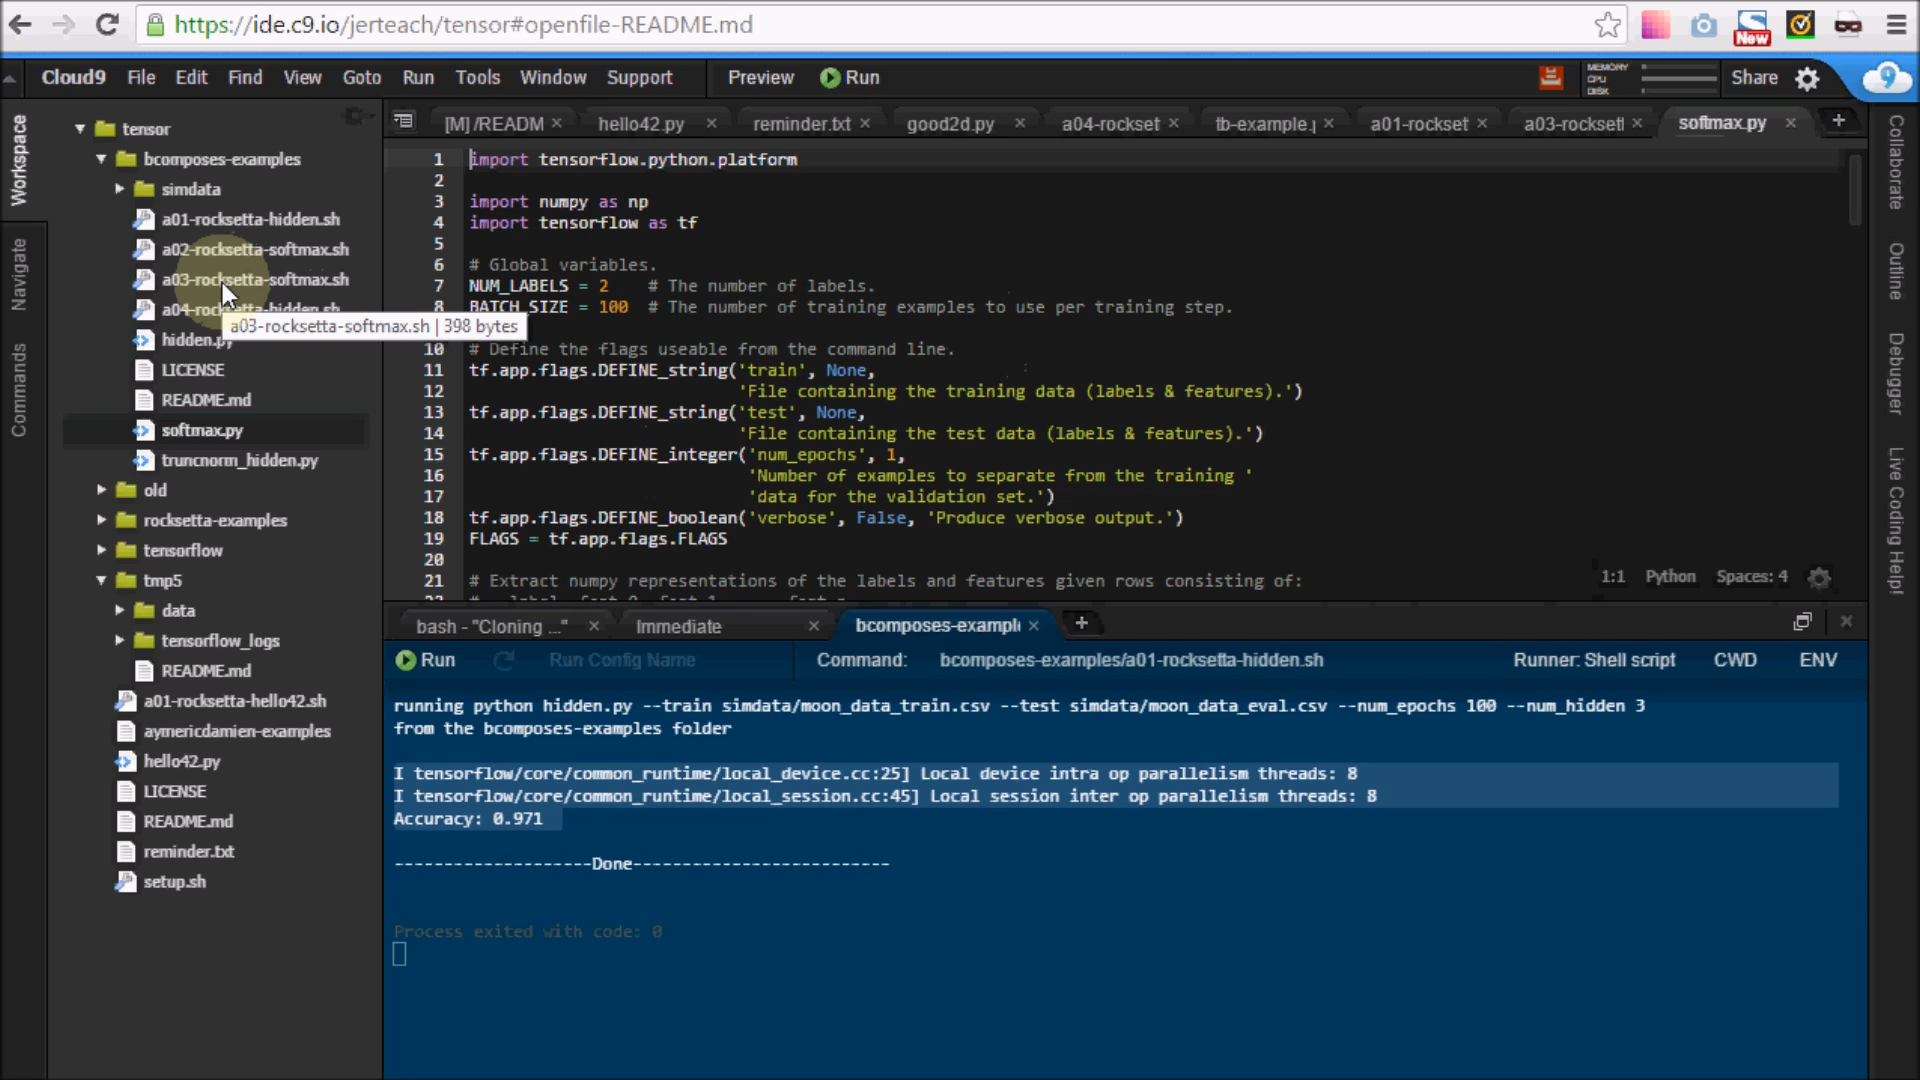 https://ide.c9.io/jerteach/tensor#openfile-README.md
New
Cloud9 File Edit Find View Goto Run Tools Window Support Preview Run
MEMORY
CPU
DISK
Share
9
Workspace
Navigate
Commands
tensor
bcomposes-examples
simdata
a01-rocksetta-hidden.sh
a02-rocksetta-softmax.sh
a03-rocksetta-softmax.sh
a04-rocksetta-hidden.sh
a03-rocksetta-softmax.sh | 398 bytes
hidden.py
LICENSE
README.md
softmax.py
truncnorm_hidden.py
old
rocksetta-examples
tensorflow
tmp5
data
tensorflow_logs
README.md
a01-rocksetta-hello42.sh
aymericdamien-examples
hello42.py
LICENSE
README.md
reminder.txt
setup.sh
[M] /READM hello42.py reminder.txt good2d.py a04-rockset tb-example. a01-rockset a03-rockset softmax.py
1 import tensorflow.python.platform
2
3 import numpy as np
4 import tensorflow as tf
5
6 # Global variables.
7 NUM_LABELS = 2 # The number of labels.
8 BATCH_SIZE = 100 # The number of training examples to use per training step.
10 # Define the flags useable from the command line.
11 tf.app.flags.DEFINE_string('train', None,
12 'File containing the training data (labels & features).')
13 tf.app.flags.DEFINE_string('test', None,
14 'File containing the test data (labels & features).')
15 tf.app.flags.DEFINE_integer('num_epochs', 1,
16 'Number of examples to separate from the training '
17 'data for the validation set.')
18 tf.app.flags.DEFINE_boolean('verbose', False, 'Produce verbose output.')
19 FLAGS = tf.app.flags.FLAGS
20
21 # Extract numpy representations of the labels and features given rows consisting of:
1:1 Python Spaces: 4
bash - "Cloning ..." Immediate bcomposes-exampl
Run Run Config Name Command: bcomposes-examples/a01-rocksetta-hidden.sh Runner: Shell script CWD ENV
running python hidden.py --train simdata/moon_data_train.csv --test simdata/moon_data_eval.csv --num_epochs 100 --num_hidden 3
from the bcomposes-examples folder
I tensorflow/core/common_runtime/local_device.cc:25] Local device intra op parallelism threads: 8
I tensorflow/core/common_runtime/local_session.cc:45] Local session inter op parallelism threads: 8
Accuracy: 0.971
--------------------Done--------------------------
Process exited with code: 0
Collaborate
Outline
Debugger
Live Coding Help!